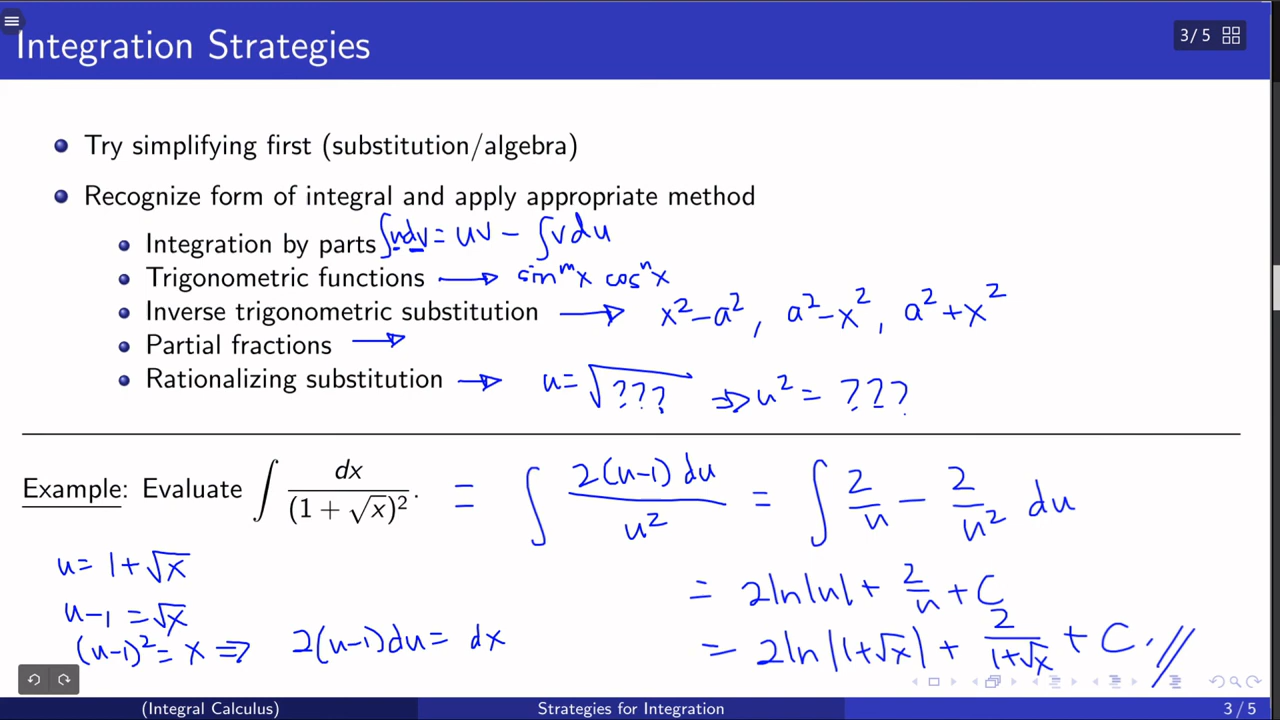 Integration Strategies
3/5
Try simplifying first (substitution/algebra)
Recognize form of integral and apply appropriate method
Integration by parts ∫udv = uv − ∫vdu
Trigonometric functions → sin^m x cos^n x
Inverse trigonometric substitution → x² − a², a² − x², a² + x²
Partial fractions →
Rationalizing substitution → u = √??? ⇒ u² = ???
Example: Evaluate ∫ dx/(1 + √x)². = ∫ 2(u−1) du/u² = ∫ 2/u − 2/u² du
u = 1 + √x
= 2ln|u| + 2/u + C
u−1 = √x
(u−1)² = x ⇒ 2(u−1)du = dx
= 2ln|1+√x| + 2/(1+√x) + C.//
(Integral Calculus) Strategies for Integration 3 / 5